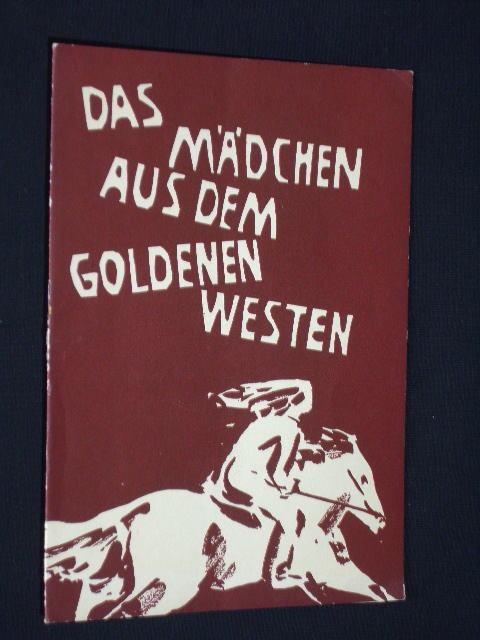 DAS
MÄDCHEN
AUS DEM
GOLDENEN
WESTEN